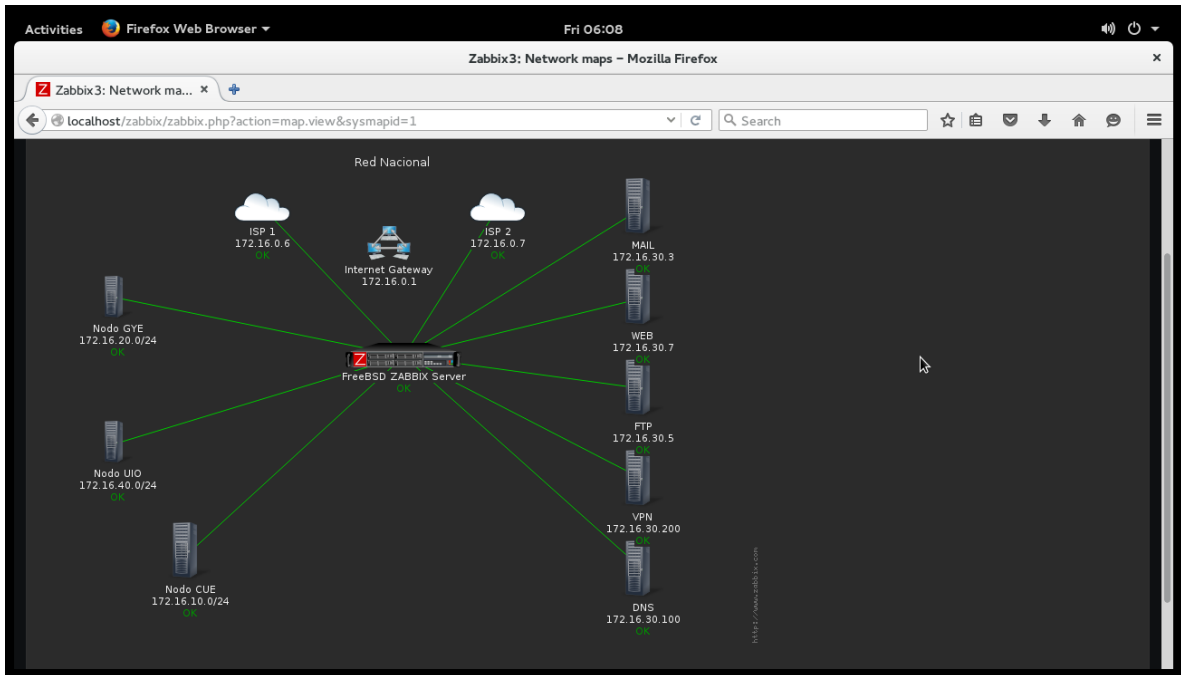 Activities Firefox Web Browser Fri 06:08
Zabbix3: Network maps – Mozilla Firefox
Z Zabbix3: Network ma...
localhost/zabbix/zabbix.php?action=map.view&sysmapid=1 Search
Red Nacional
ISP 1
172.16.0.6
OK
ISP 2
172.16.0.7
OK
Internet Gateway
172.16.0.1
MAIL
172.16.30.3
OK
Nodo GYE
172.16.20.0/24
OK
WEB
172.16.30.7
OK
Z
FreeBSD ZABBIX Server
OK
FTP
172.16.30.5
OK
Nodo UIO
172.16.40.0/24
OK
VPN
172.16.30.200
OK
Nodo CUE
172.16.10.0/24
OK
DNS
172.16.30.100
OK
http://www.zabbix.com